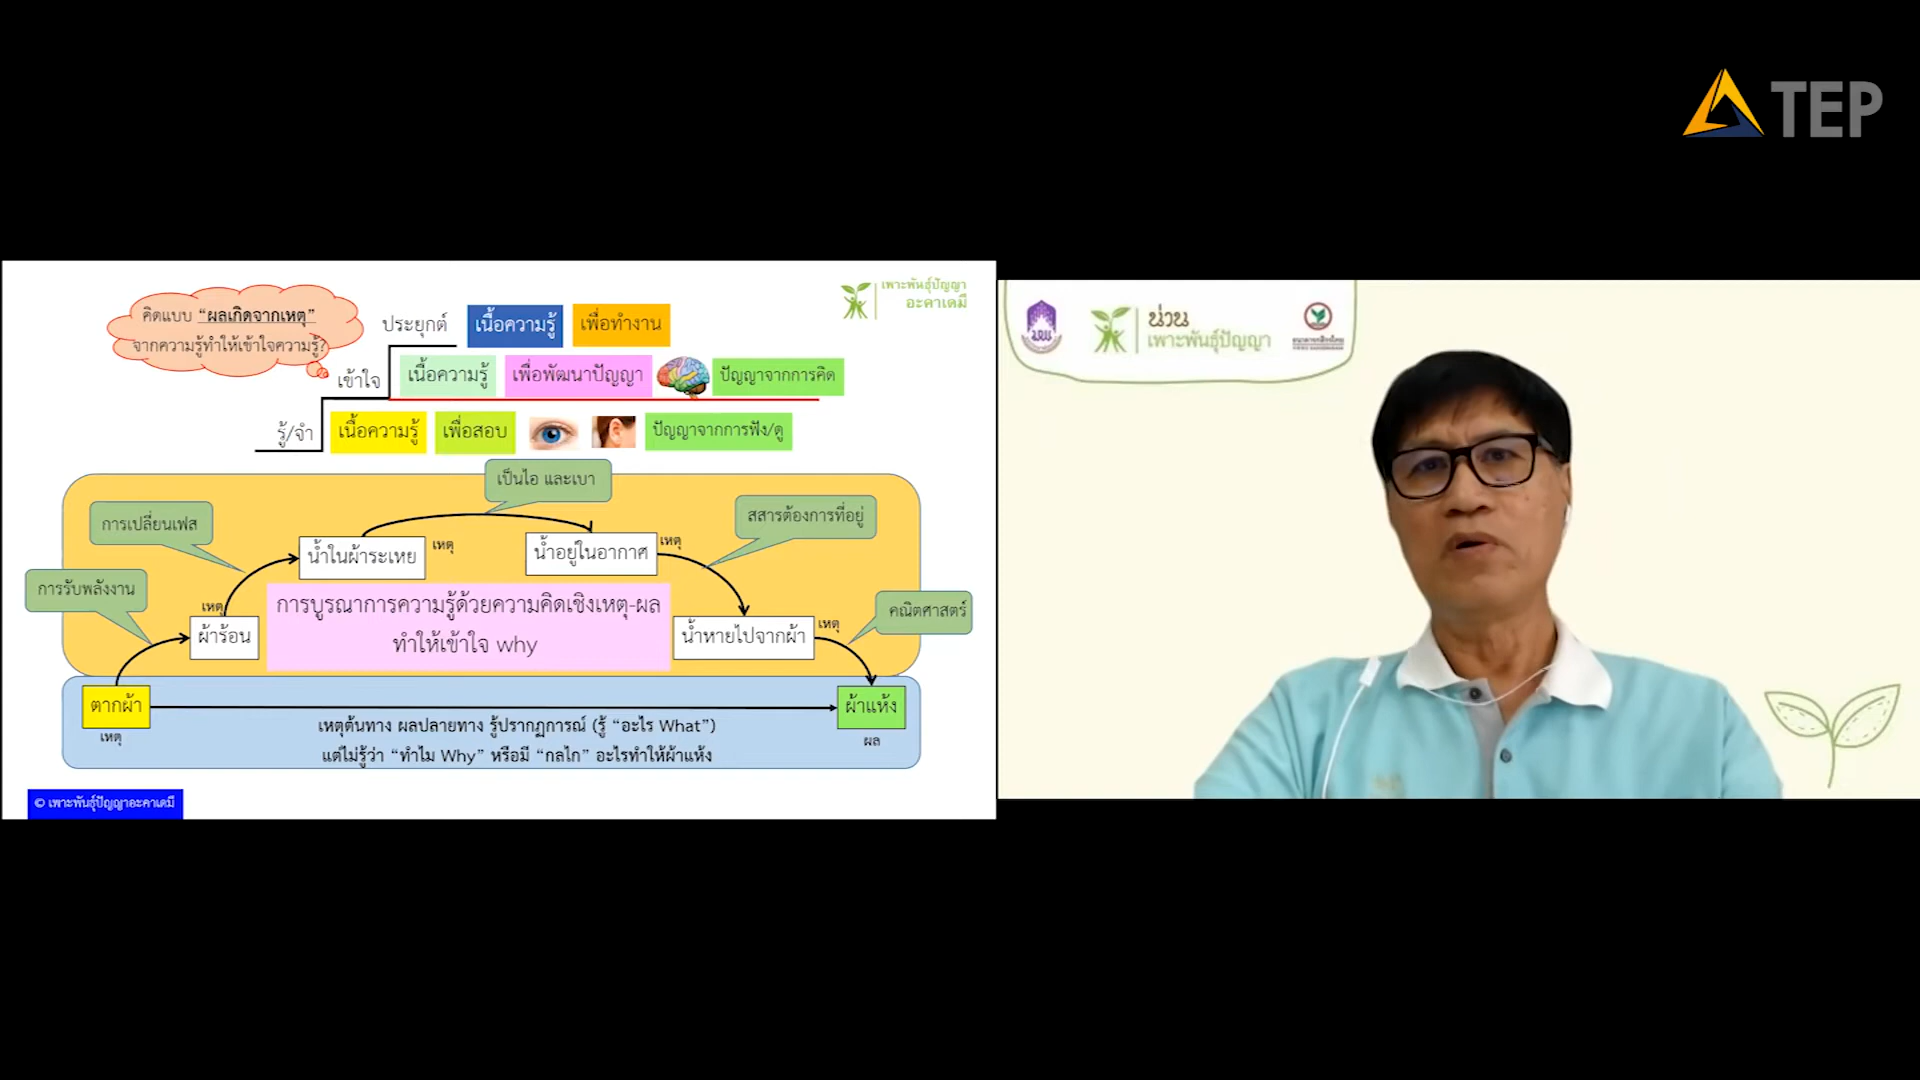 TEP
คิดแบบ “ผลเกิดจากเหตุ”
จากความรู้ทำให้เข้าใจความรู้?
เพาะพันธุ์ปัญญา
อะคาเดมี
ประยุกต์ เนื้อความรู้ เพื่อทำงาน
เข้าใจ เนื้อความรู้ เพื่อพัฒนาปัญญา ปัญญาจากการคิด
รู้/จำ เนื้อความรู้ เพื่อสอบ ปัญญาจากการฟัง/ดู
เป็นไอ และเบา
การเปลี่ยนเฟส
สสารต้องการที่อยู่
น้ำในผ้าระเหย เหตุ
น้ำอยู่ในอากาศ เหตุ
การรับพลังงาน
คณิตศาสตร์
เหตุ
ผ้าร้อน
การบูรณาการความรู้ด้วยความคิดเชิงเหตุ-ผล
ทำให้เข้าใจ why
น้ำหายไปจากผ้า เหตุ
ตากผ้า
เหตุ
ผ้าแห้ง
ผล
เหตุต้นทาง ผลปลายทาง รู้ปรากฏการณ์ (รู้ “อะไร What”)
แต่ไม่รู้ว่า “ทำไม Why” หรือมี “กลไก” อะไรทำให้ผ้าแห้ง
© เพาะพันธุ์ปัญญาอะคาเดมี
น่วน
เพาะพันธุ์ปัญญา